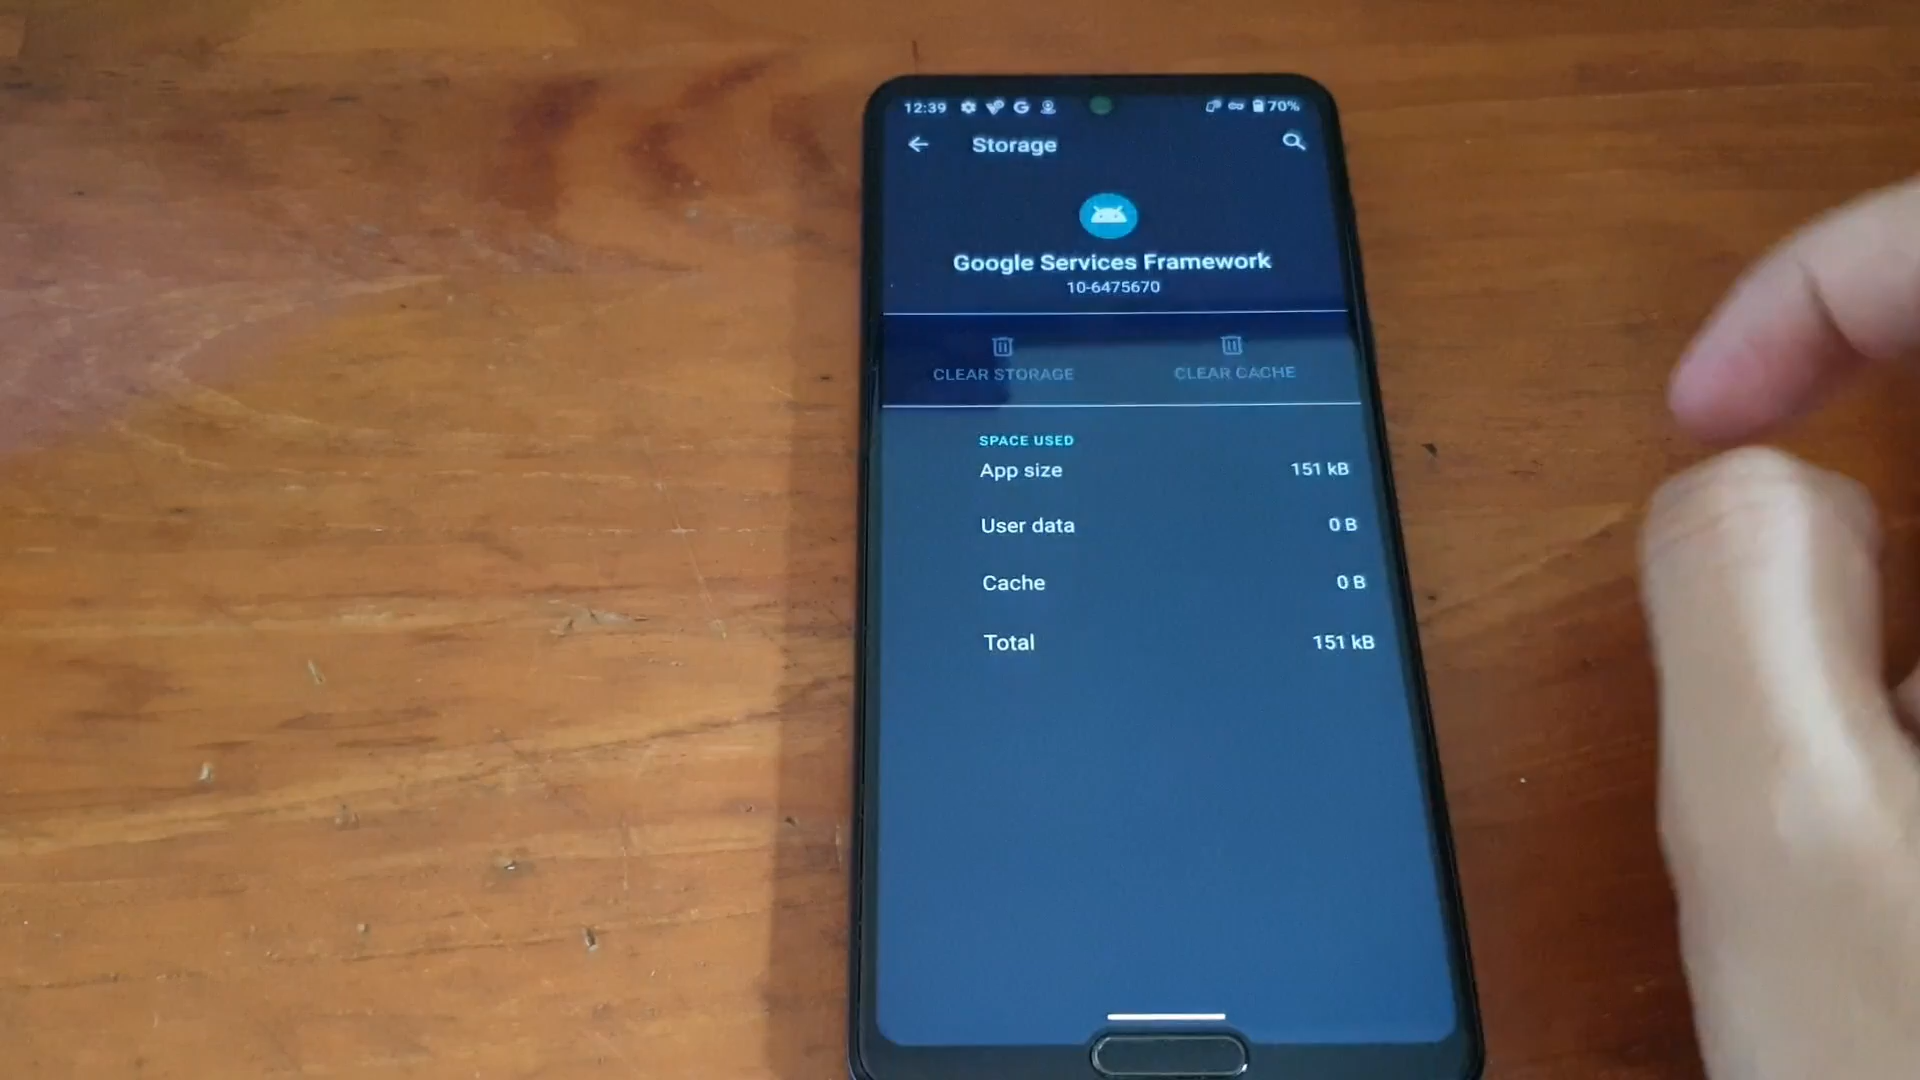 12:39 G 70%
Storage
Google Services Framework
10-6475670
CLEAR STORAGE CLEAR CACHE
SPACE USED
App size 151 kB
User data 0 B
Cache 0 B
Total 151 kB